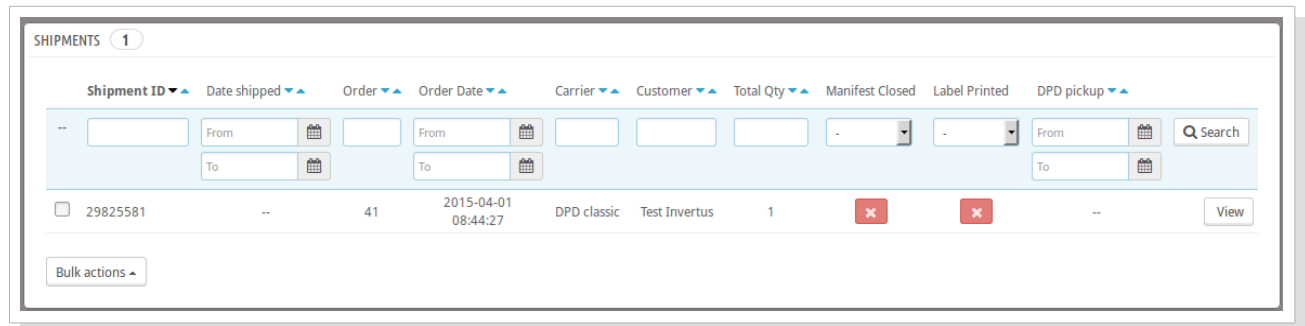 SHIPMENTS 1
Shipment ID Date shipped Order Order Date Carrier Customer Total Qty Manifest Closed Label Printed DPD pickup
-- From From - - From Search
To To To
29825581 -- 41 2015-04-01 DPD classic Test Invertus 1 -- View
08:44:27
Bulk actions